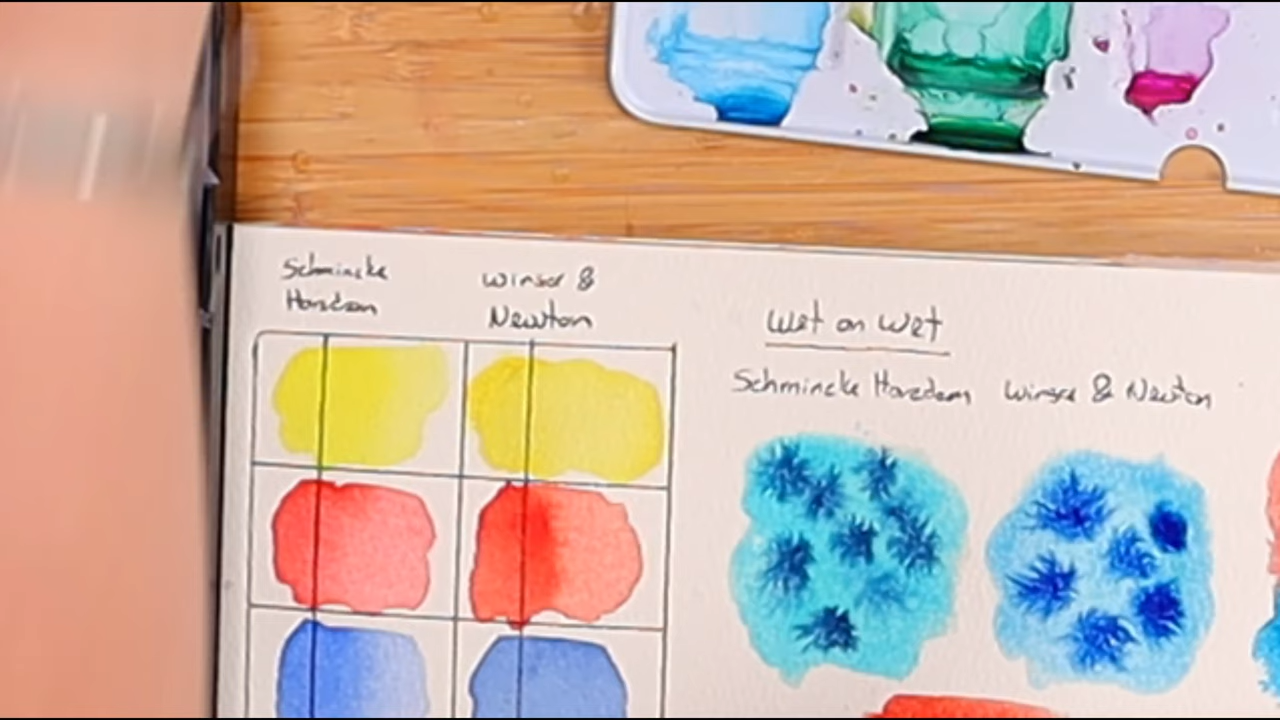 Schmincke
Horadam
Winsor &
Newton
Wet on Wet
Schmincke Horadam Winsor & Newton